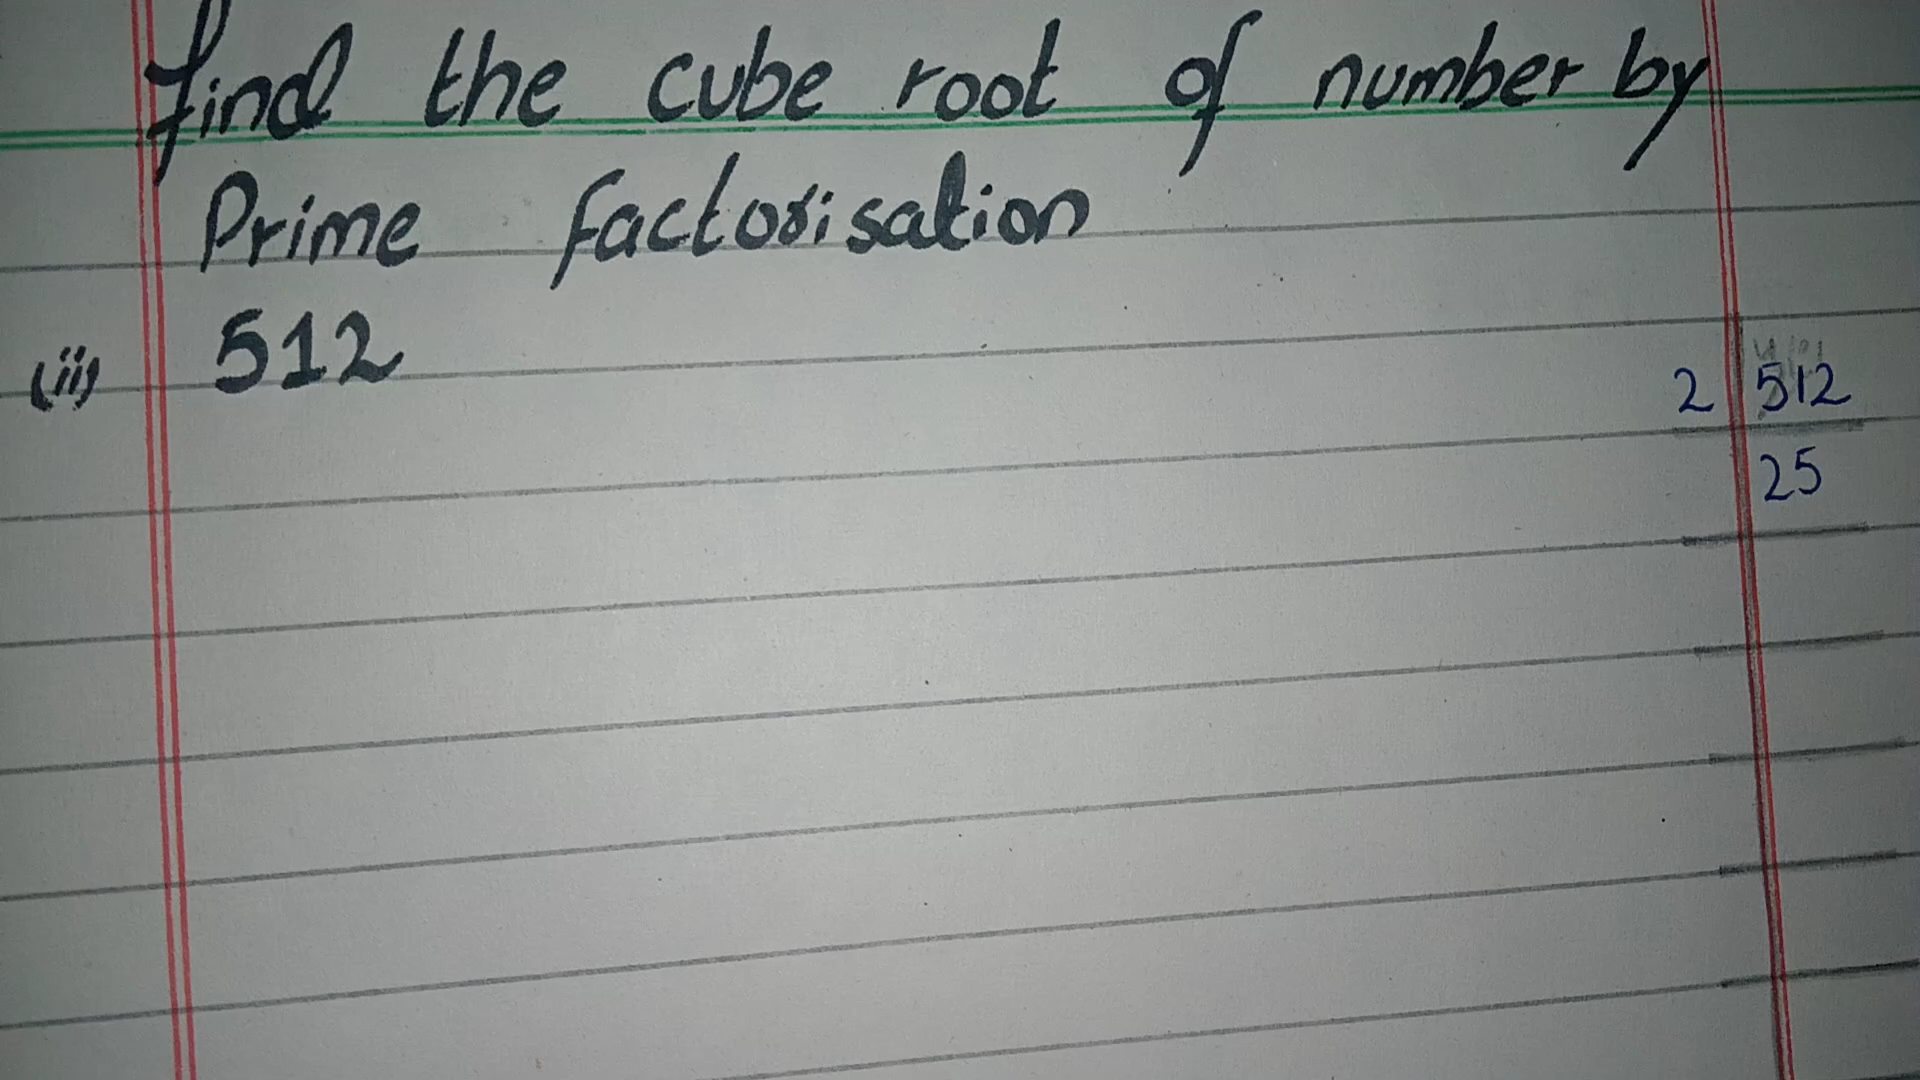 find the cube root of number by
Prime factorisation
(ii) 512
2 512
25